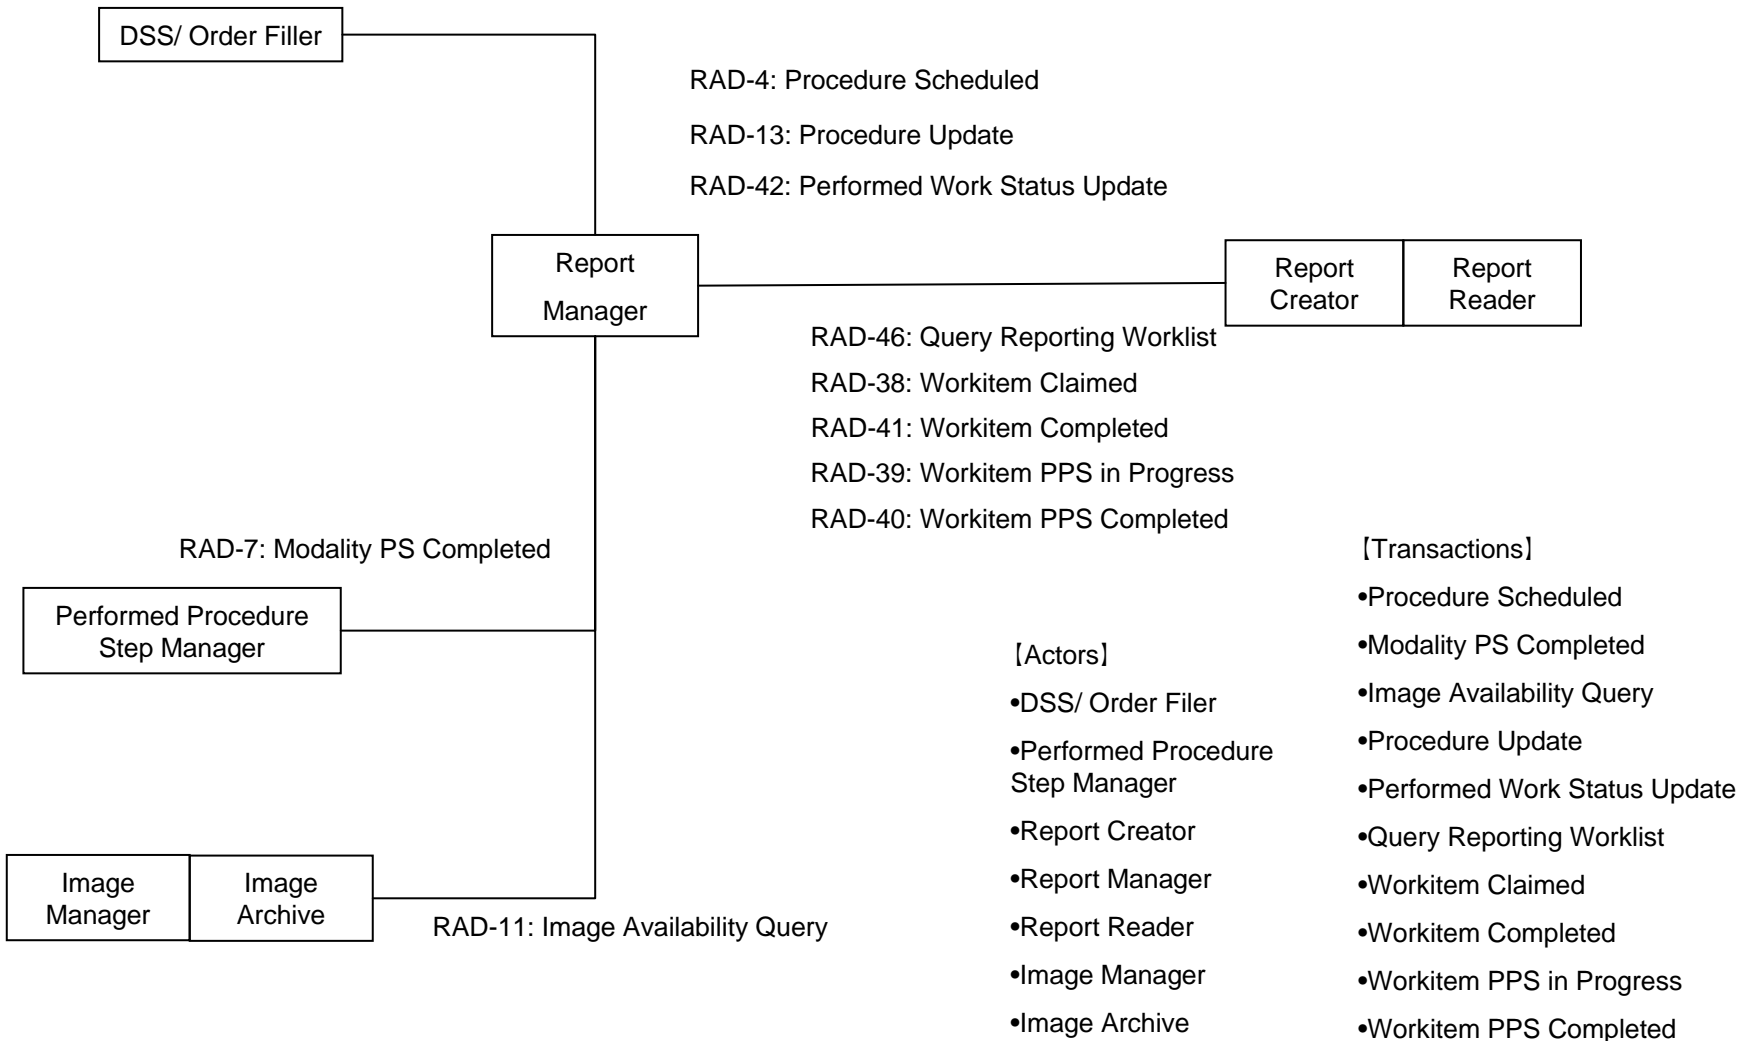 DSS/ Order Filler
RAD-4: Procedure Scheduled
RAD-13: Procedure Update
RAD-42: Performed Work Status Update
Report
Manager
Report
Creator
Report
Reader
RAD-46: Query Reporting Worklist
RAD-38: Workitem Claimed
RAD-41: Workitem Completed
RAD-39: Workitem PPS in Progress
RAD-40: Workitem PPS Completed
RAD-7: Modality PS Completed
Performed Procedure
Step Manager
Image
Manager
Image
Archive
RAD-11: Image Availability Query
【Actors】
•DSS/ Order Filer
•Performed Procedure
Step Manager
•Report Creator
•Report Manager
•Report Reader
•Image Manager
•Image Archive
【Transactions】
•Procedure Scheduled
•Modality PS Completed
•Image Availability Query
•Procedure Update
•Performed Work Status Update
•Query Reporting Worklist
•Workitem Claimed
•Workitem Completed
•Workitem PPS in Progress
•Workitem PPS Completed